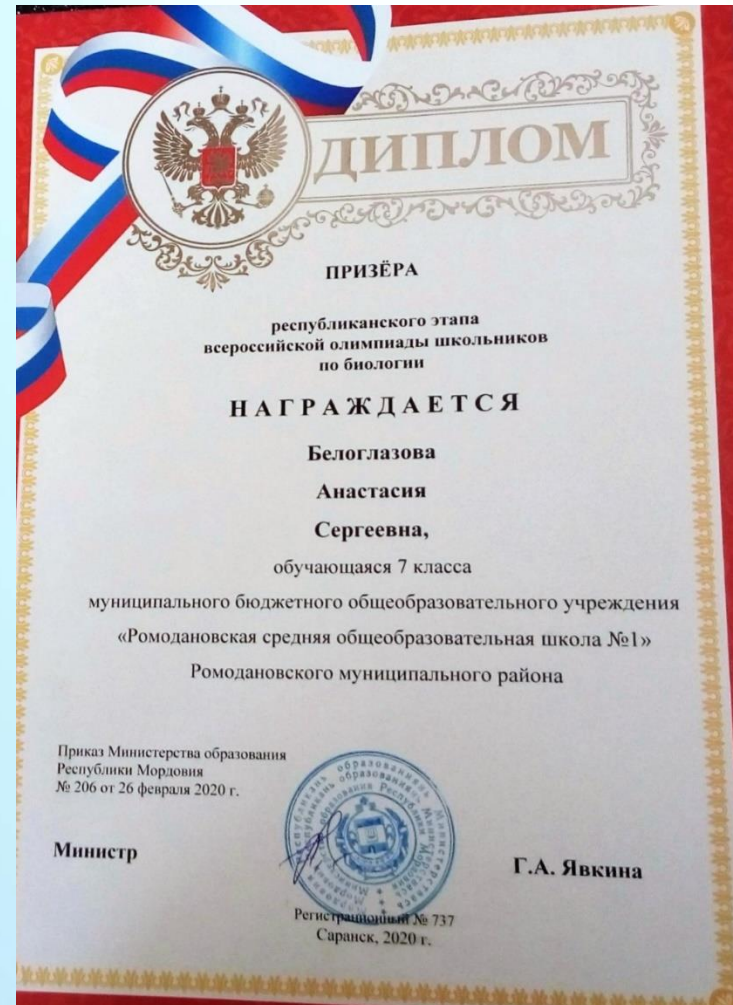 ДИПЛОМ
ПРИЗЁРА
республиканского этапа
всероссийской олимпиады школьников
по биологии
НАГРАЖДАЕТСЯ
Белоглазова
Анастасия
Сергеевна,
обучающаяся 7 класса
муниципального бюджетного общеобразовательного учреждения
«Ромодановская средняя общеобразовательная школа №1»
Ромодановского муниципального района
Приказ Министерства образования
Республики Мордовия
№ 206 от 26 февраля 2020 г.
Министр
Г.А. Явкина
Регистрационный № 737
Саранск, 2020 г.